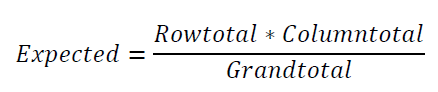 Expected = Rowtotal * Columntotal / Grandtotal